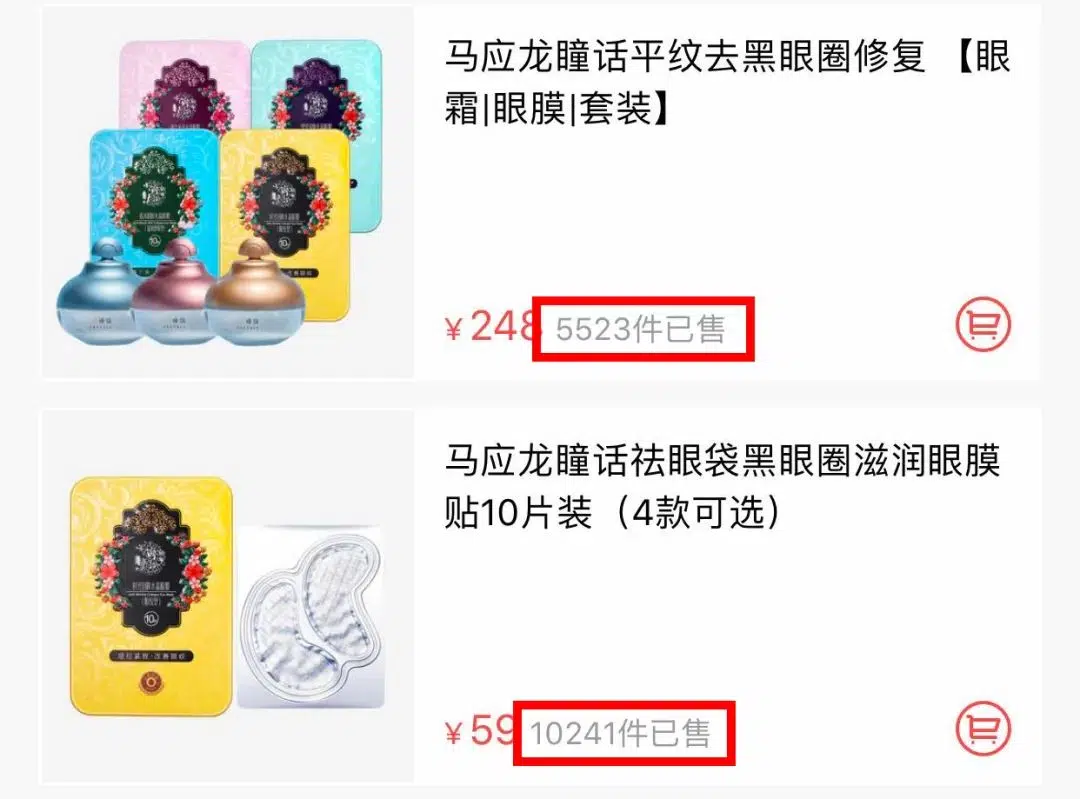 马应龙瞳话平纹去黑眼圈修复 【眼
霜|眼膜|套装】
¥248
5523件已售
马应龙瞳话祛眼袋黑眼圈滋润眼膜
贴10片装（4款可选）
¥59
10241件已售